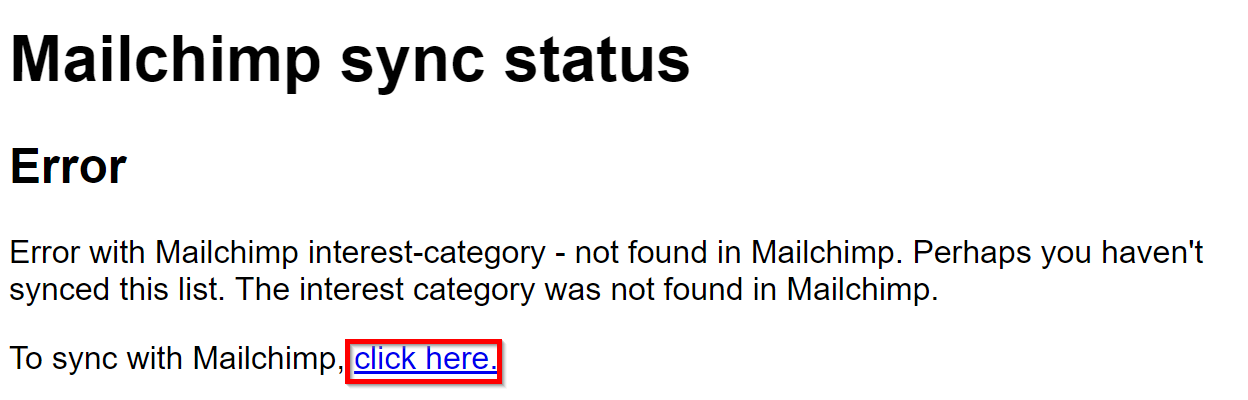 Mailchimp sync status
Error
Error with Mailchimp interest-category - not found in Mailchimp. Perhaps you haven't
synced this list. The interest category was not found in Mailchimp.
To sync with Mailchimp, click here.